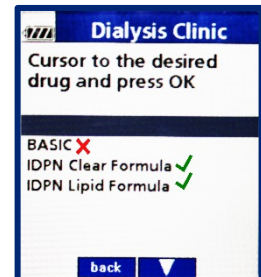 Dialysis Clinic
Cursor to the desired
drug and press OK
BASIC
IDPN Clear Formula
IDPN Lipid Formula
back